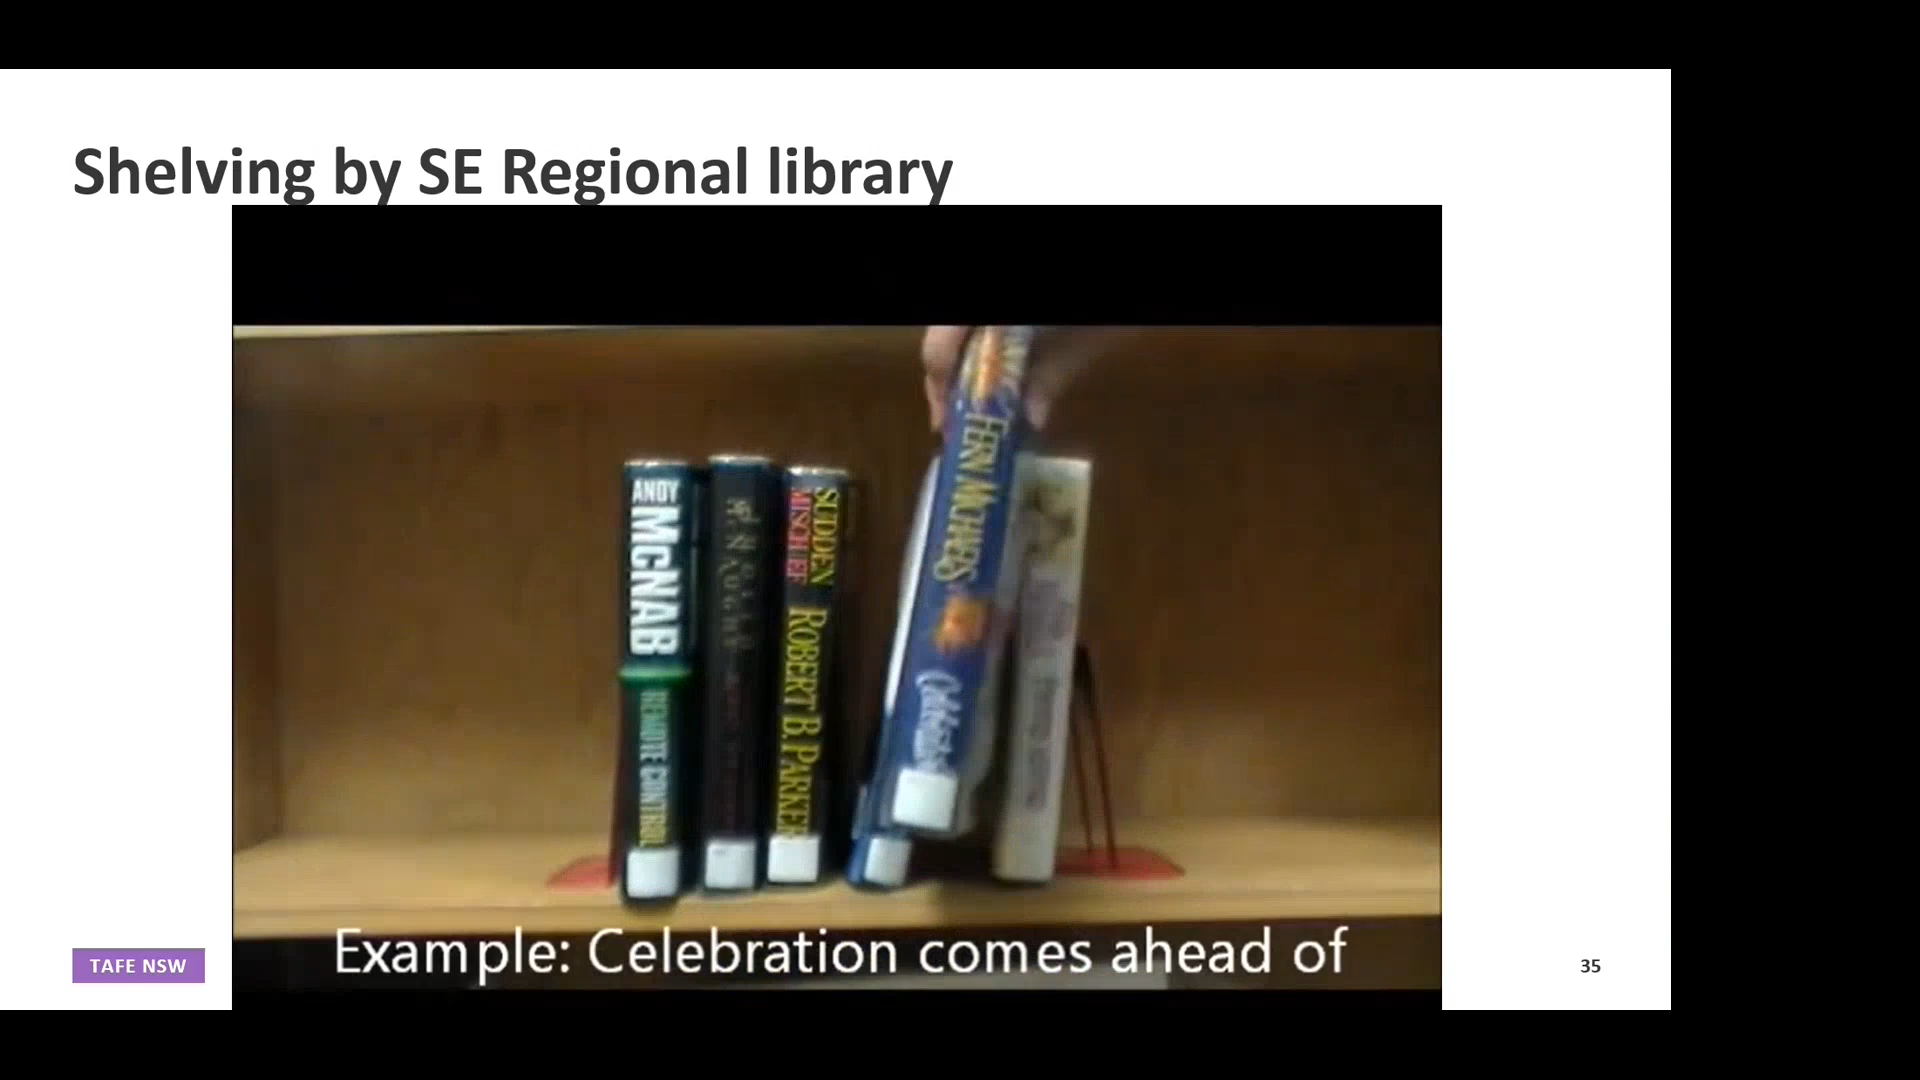 Shelving by SE Regional library
ANDY
McNAB
REMOTE CONTROL
SUDDEN
MISCHIEF
ROBERT B. PARKER
FERN MICHAELS
Example: Celebration comes ahead of
TAFE NSW
35